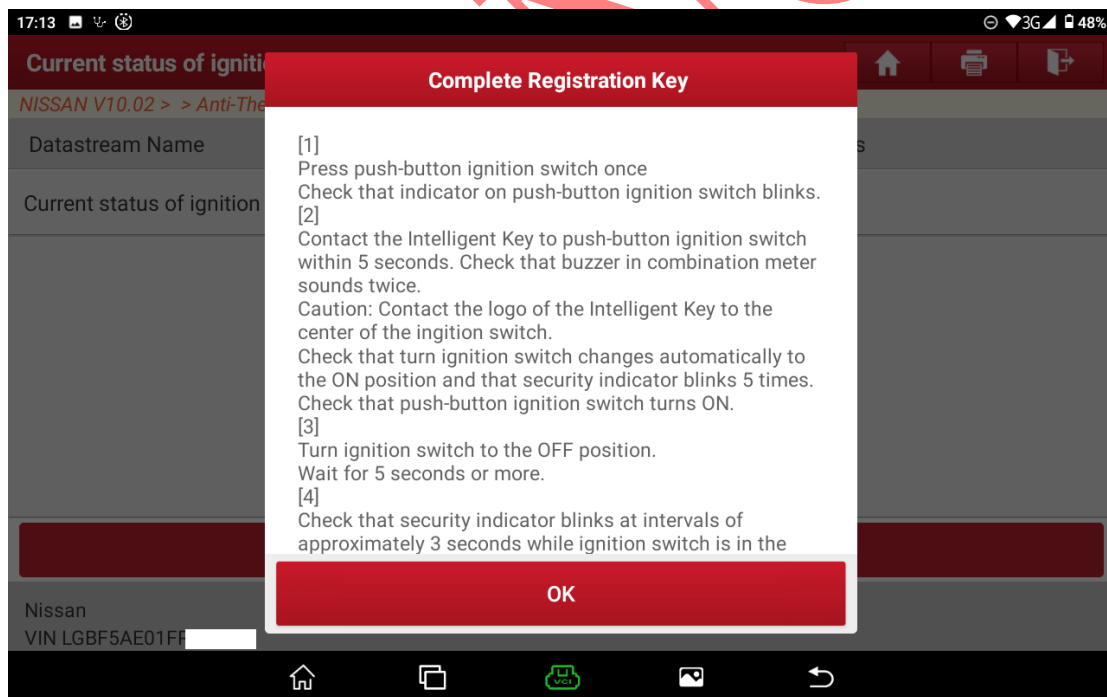 17:13
3G
48%
Current status of igniti
Complete Registration Key
NISSAN V10.02 > > Anti-The
Datastream Name
s
Current status of ignition
[1]
Press push-button ignition switch once
Check that indicator on push-button ignition switch blinks.
[2]
Contact the Intelligent Key to push-button ignition switch
within 5 seconds. Check that buzzer in combination meter
sounds twice.
Caution: Contact the logo of the Intelligent Key to the
center of the ingition switch.
Check that turn ignition switch changes automatically to
the ON position and that security indicator blinks 5 times.
Check that push-button ignition switch turns ON.
[3]
Turn ignition switch to the OFF position.
Wait for 5 seconds or more.
[4]
Check that security indicator blinks at intervals of
approximately 3 seconds while ignition switch is in the
OK
Nissan
VIN LGBF5AE01F
VCI